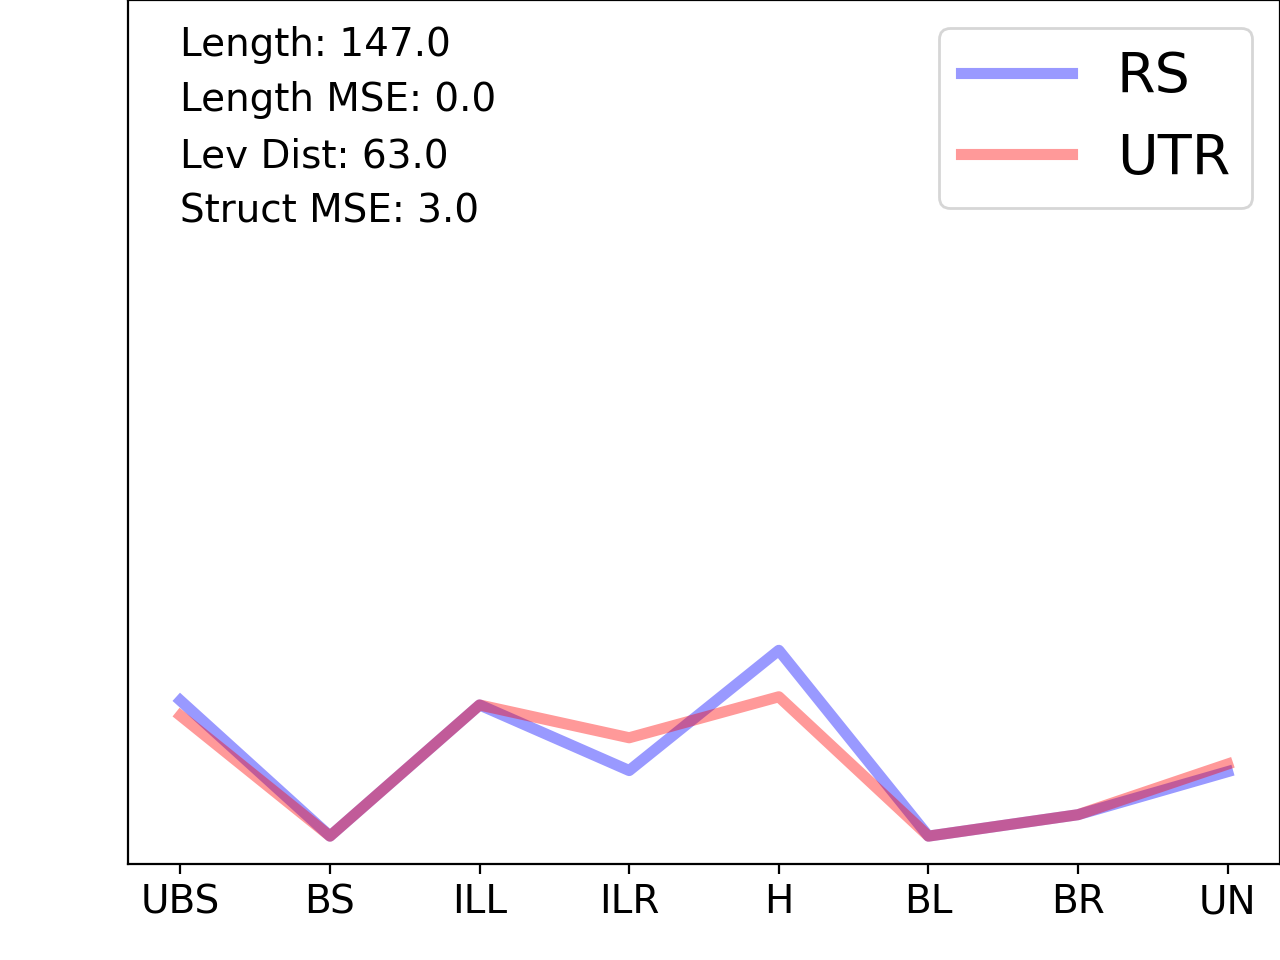 Length: 147.0
Length MSE: 0.0
Lev Dist: 63.0
Struct MSE: 3.0
RS
UTR
UBS BS ILL ILR H BL BR UN